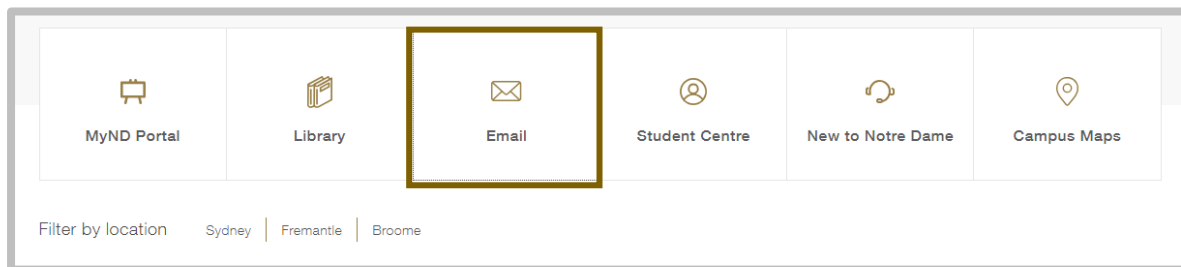 MyND Portal
Library
Email
Student Centre
New to Notre Dame
Campus Maps
Filter by location Sydney Fremantle Broome